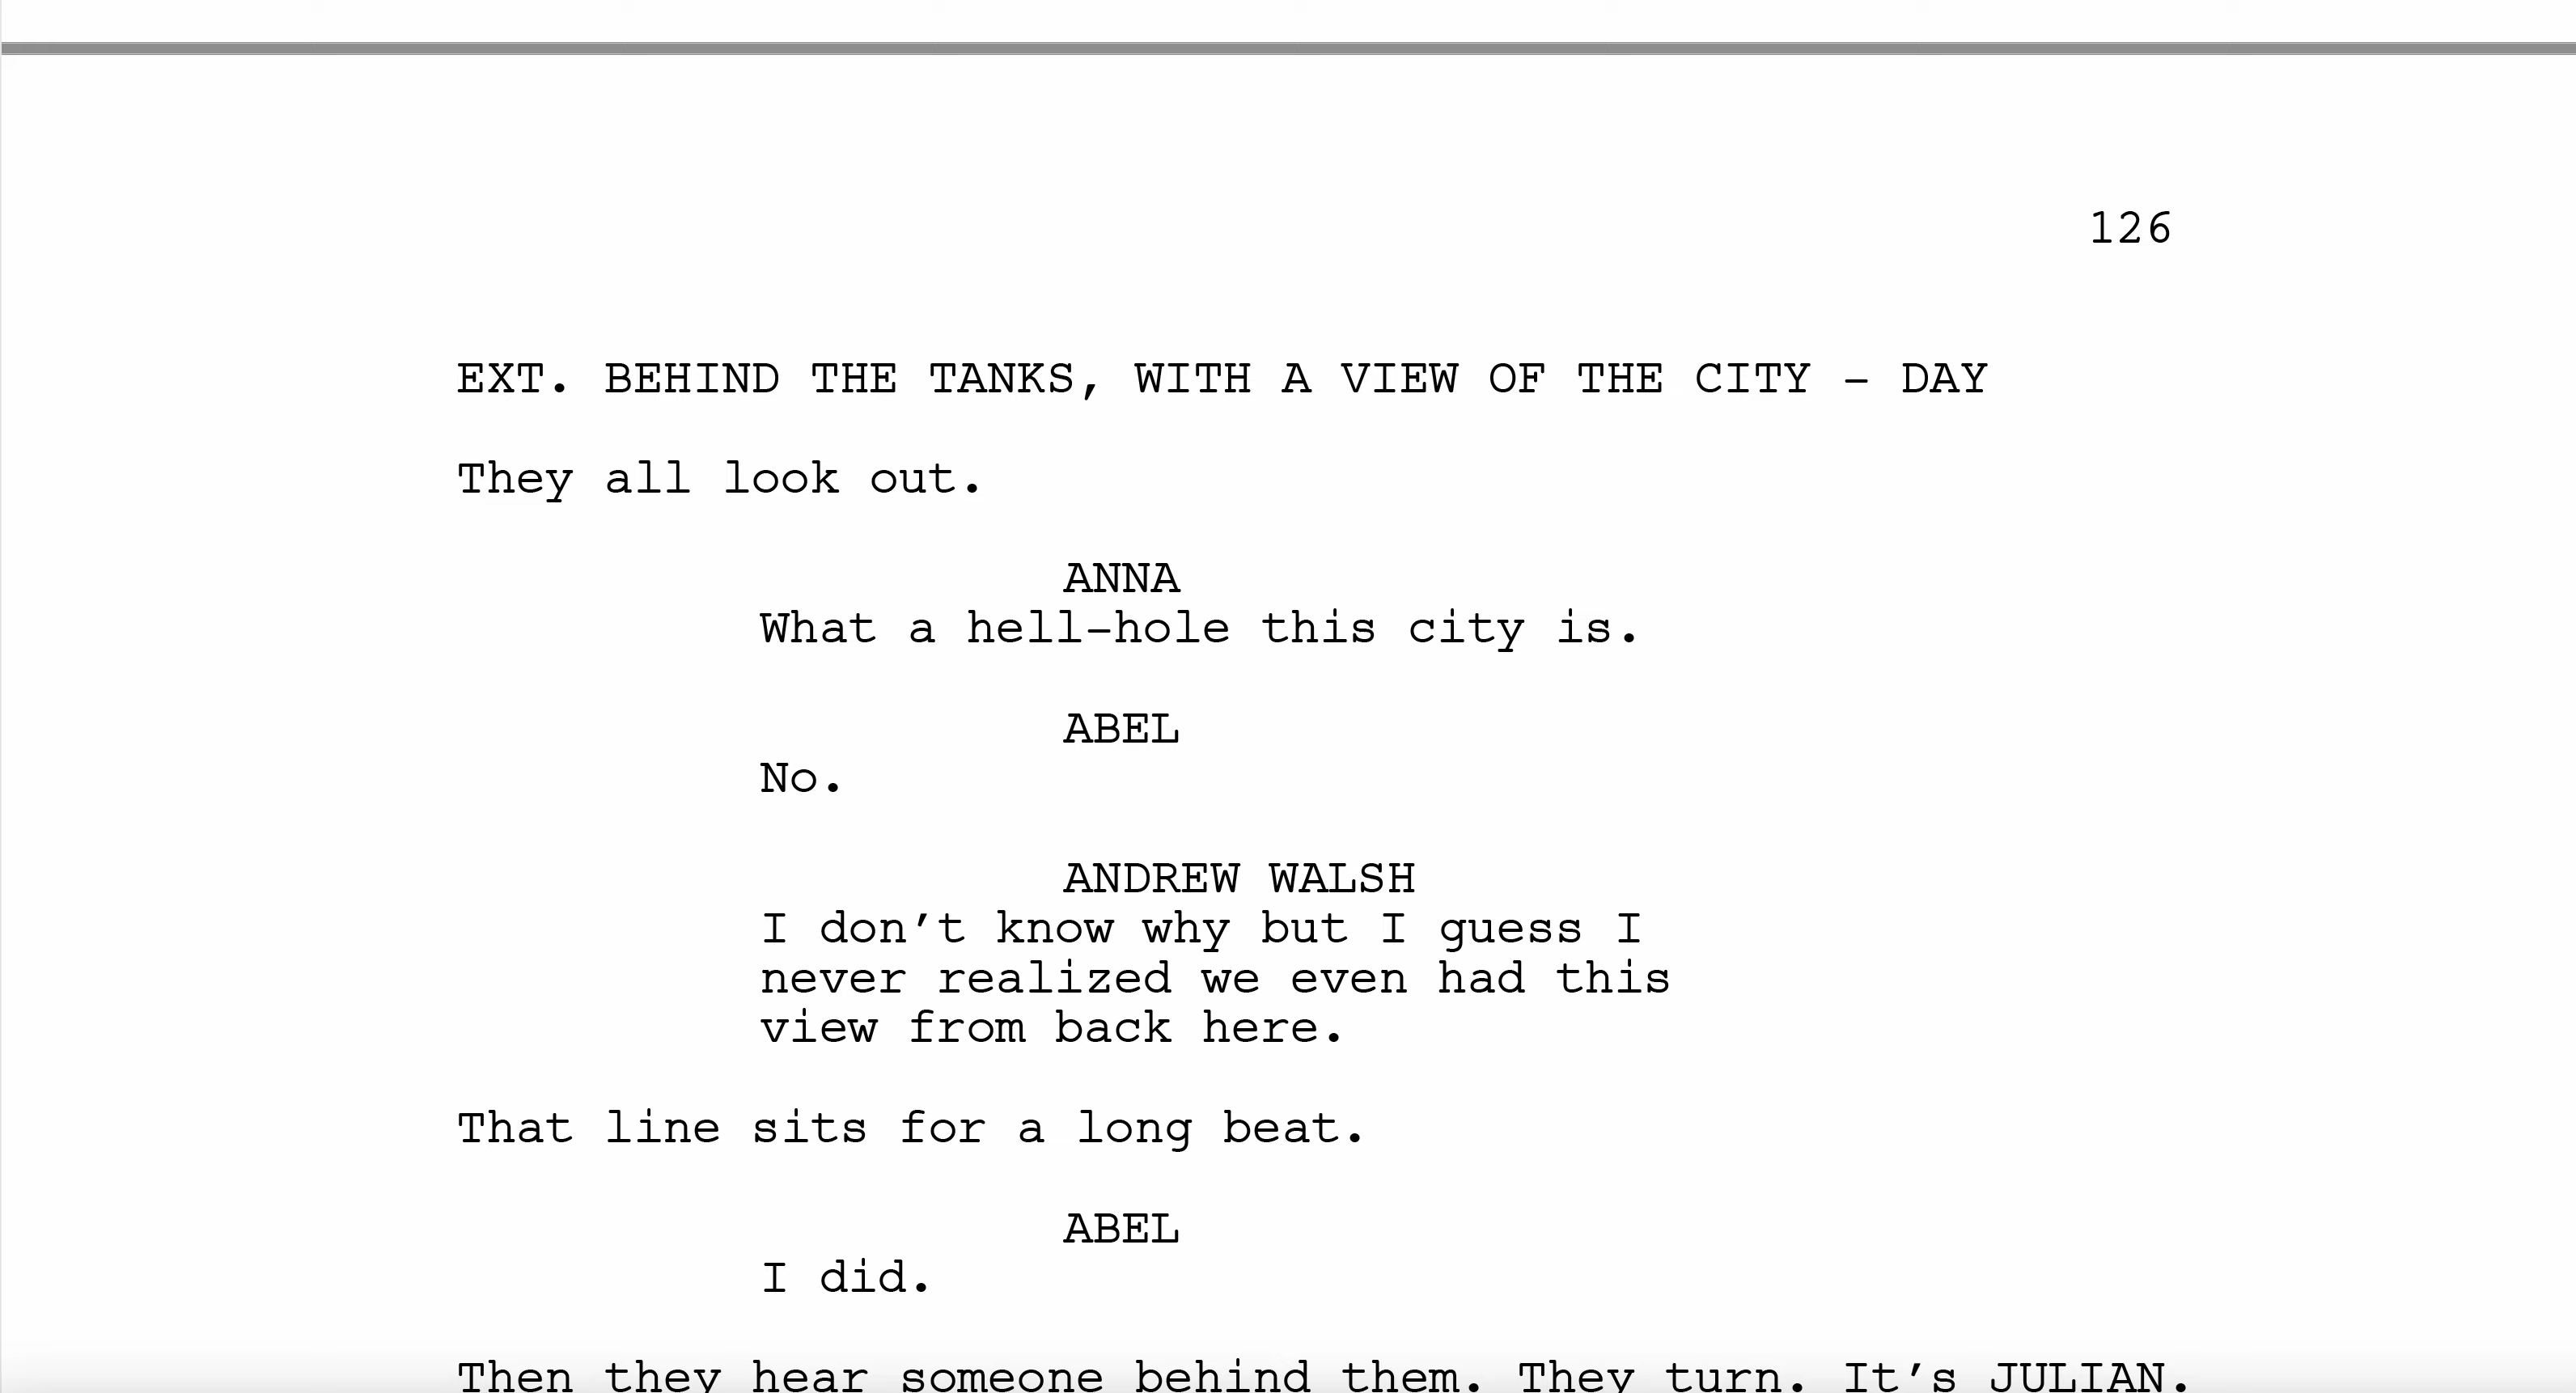 126
EXT. BEHIND THE TANKS, WITH A VIEW OF THE CITY - DAY
They all look out.
ANNA
What a hell-hole this city is.
ABEL
No.
ANDREW WALSH
I don’t know why but I guess I
never realized we even had this
view from back here.
That line sits for a long beat.
ABEL
I did.
Then they hear someone behind them. They turn. It’s JULIAN.